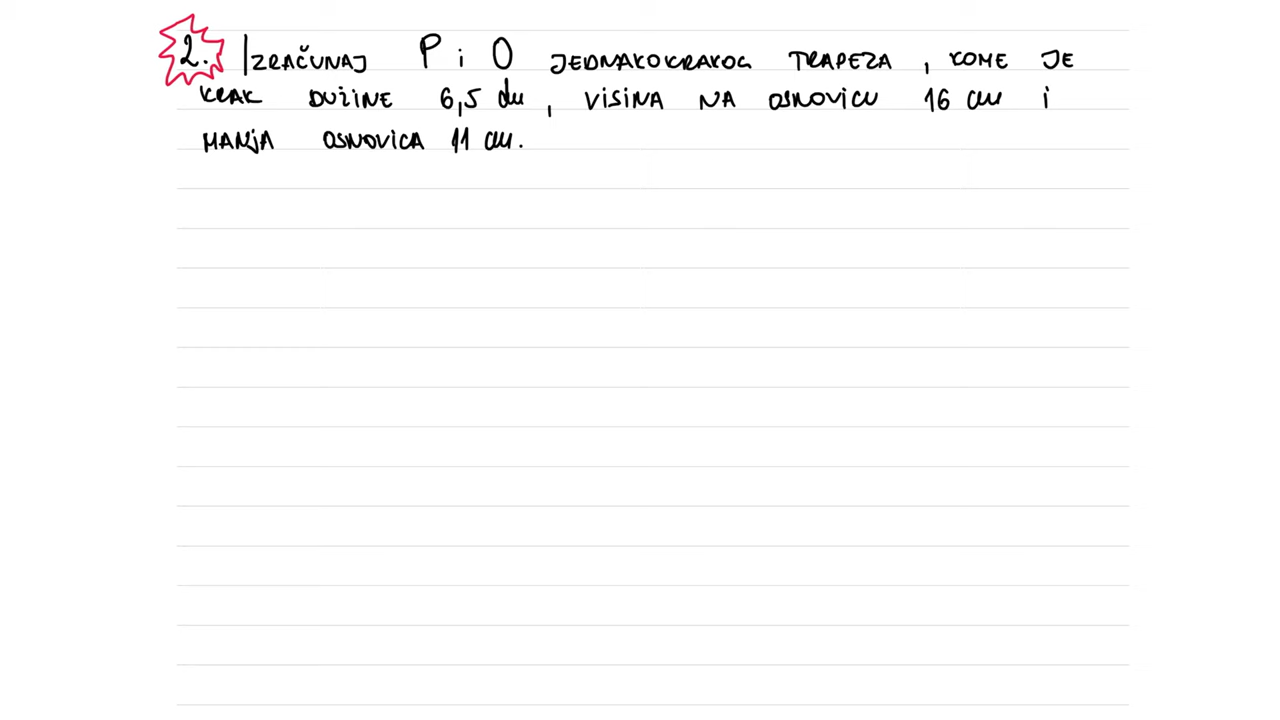 2. IZRAČUNAJ P i O JEDNAKOKRAKOG TRAPEZA, KOME JE
KRAK DUŽINE 6,5 dm, VISINA NA OSNOVICU 16 cm i
MANJA OSNOVICA 11 cm.